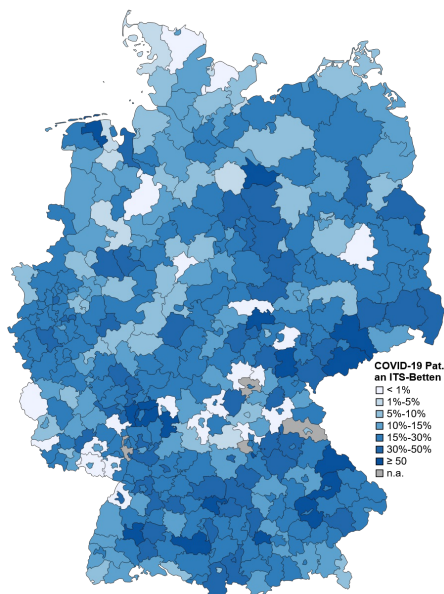 COVID-19 Pat.
an ITS-Betten
< 1%
1%-5%
5%-10%
10%-15%
15%-30%
30%-50%
≥ 50
n.a.